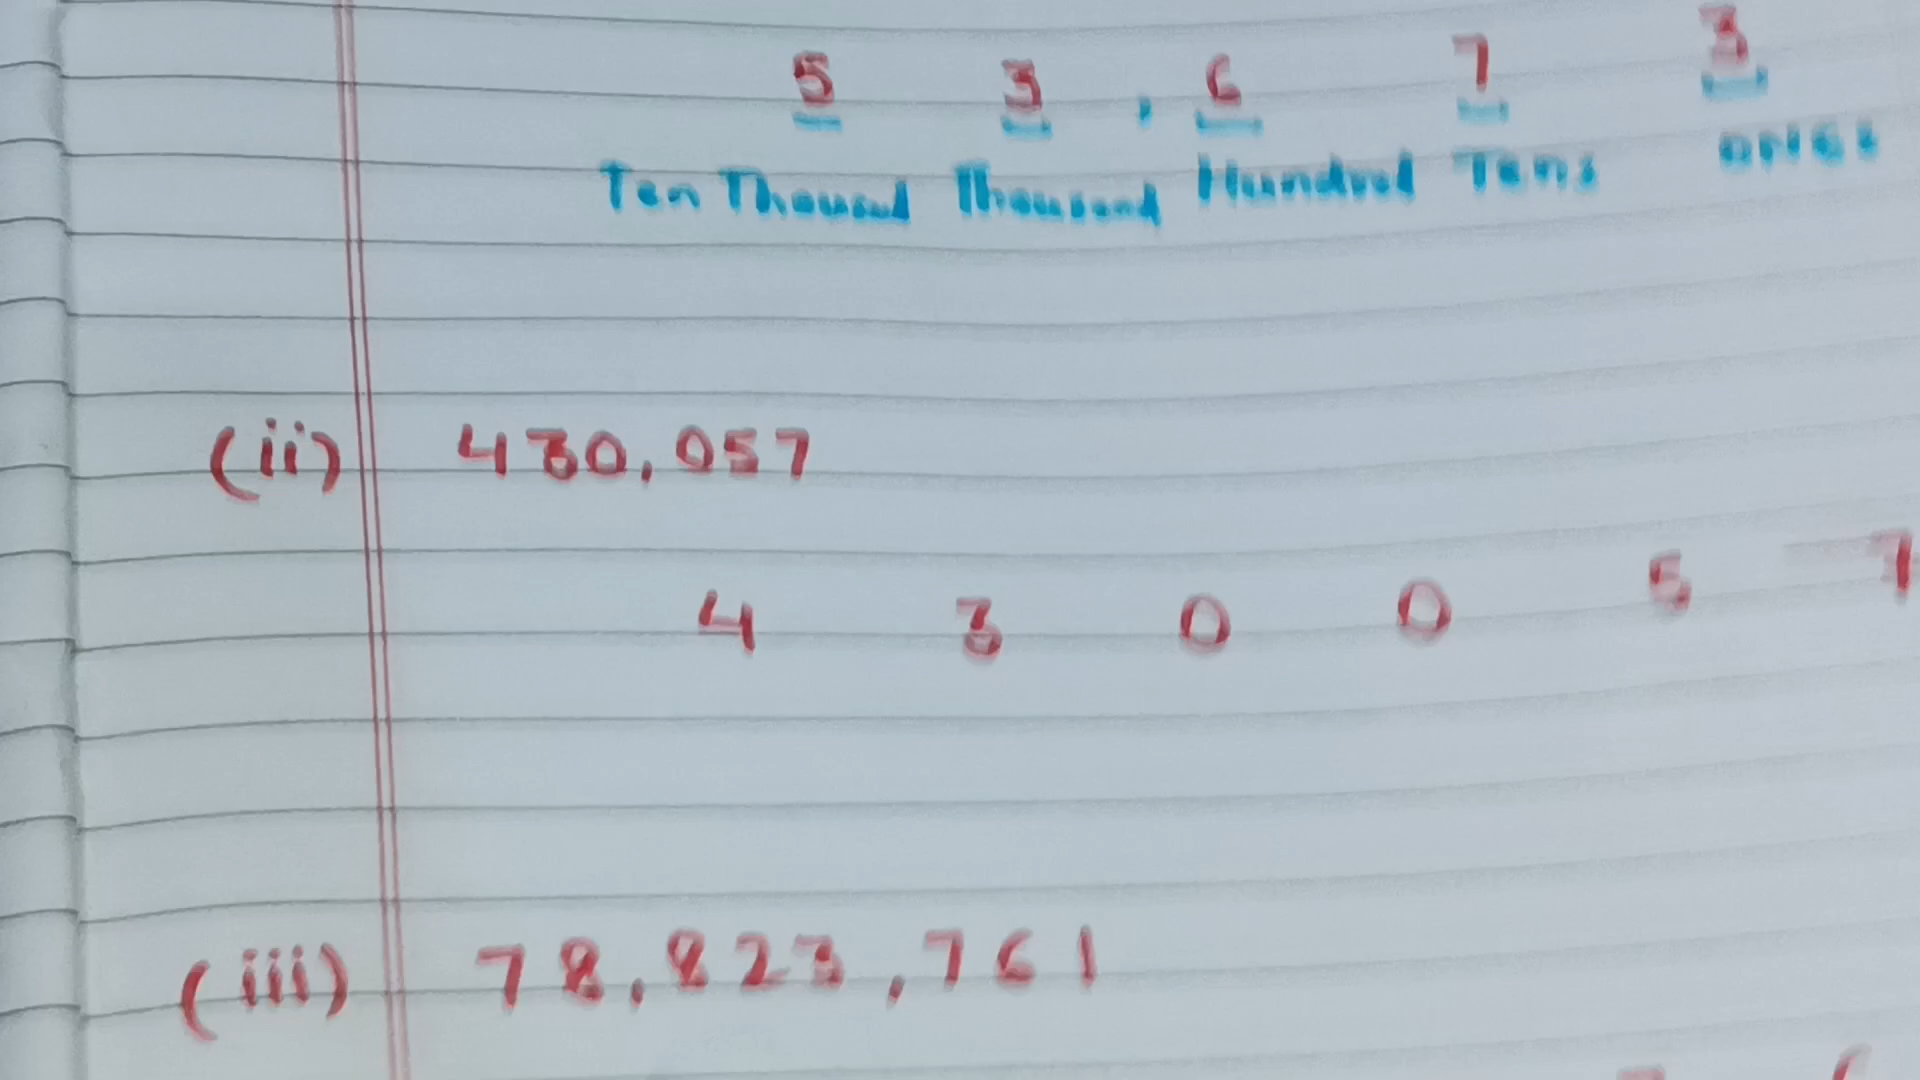 5 3 , 6 7 3
Ten Thousand Thousand Hundred Tens ones
(ii) 430,057
4 3 0 0 5 7
(iii) 78,823,761